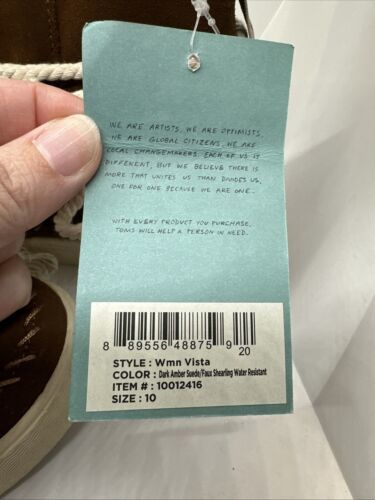 WE ARE ARTISTS, WE ARE OPTIMISTS,
WE ARE GLOBAL CITIZENS, WE ARE
LOCAL CHANGEMAKERS. EACH OF US IS
DIFFERENT, BUT WE BELIEVE THERE IS
MORE THAT UNITES US THAN DIVIDES US,
ONE FOR ONE BECAUSE WE ARE ONE...
WITH EVERY PRODUCT YOU PURCHASE,
TOMS WILL HELP A PERSON IN NEED.
8 89556 48875 9
20
STYLE : Wmn Vista
COLOR : Dark Amber Suede/Faux Shearling Water Resistant
ITEM # : 10012416
SIZE : 10